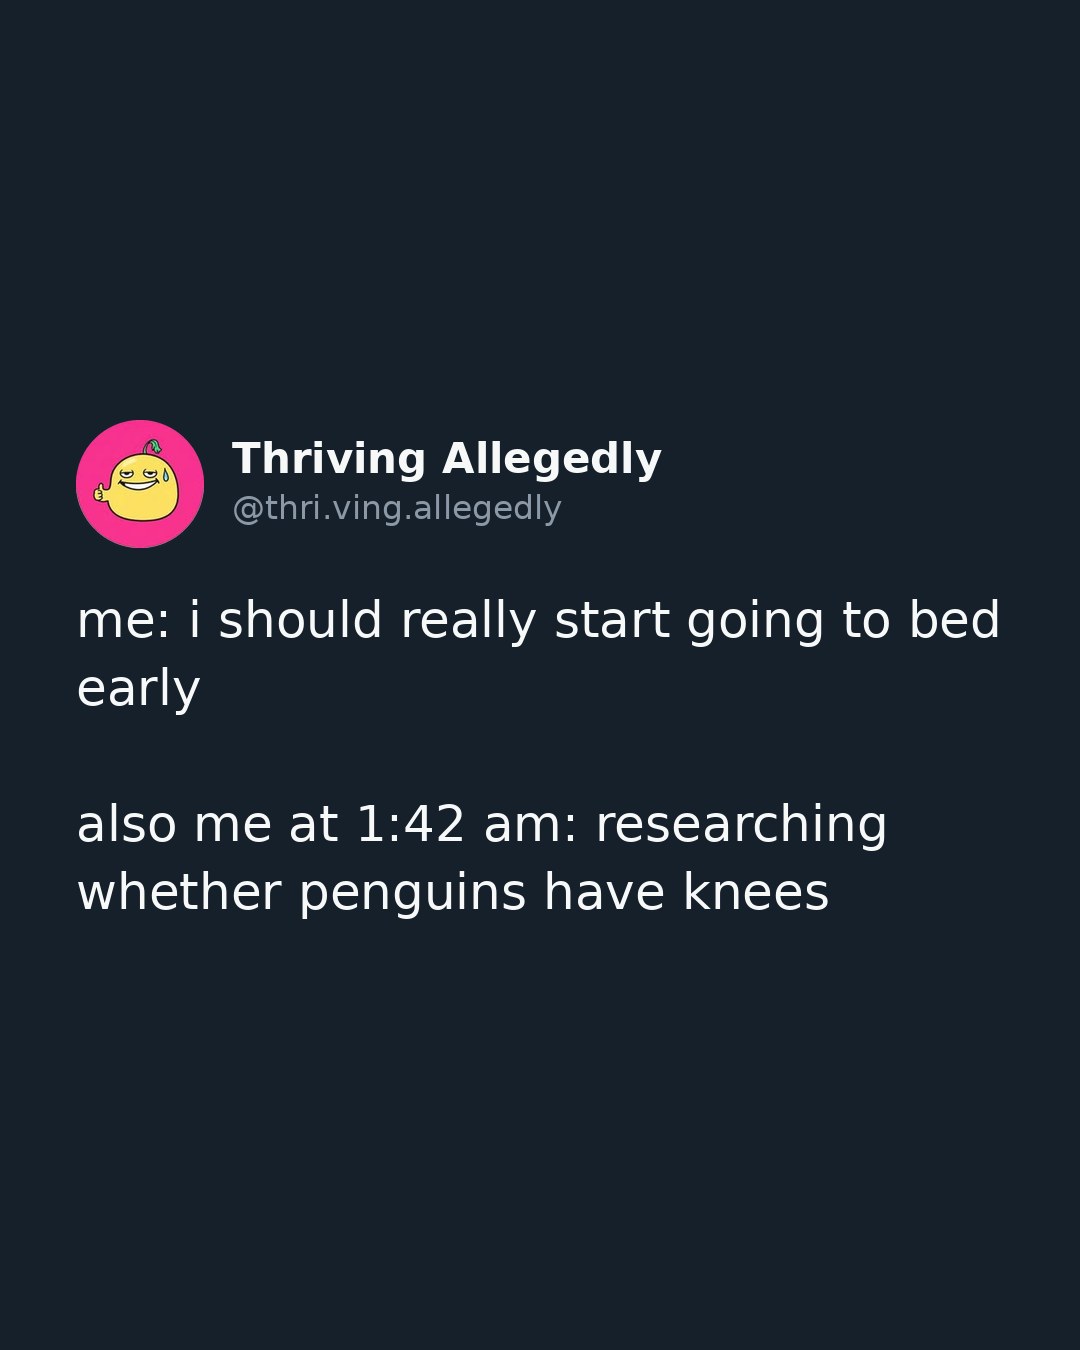 Thriving Allegedly
@thri.ving.allegedly
me: i should really start going to bed
early
also me at 1:42 am: researching
whether penguins have knees